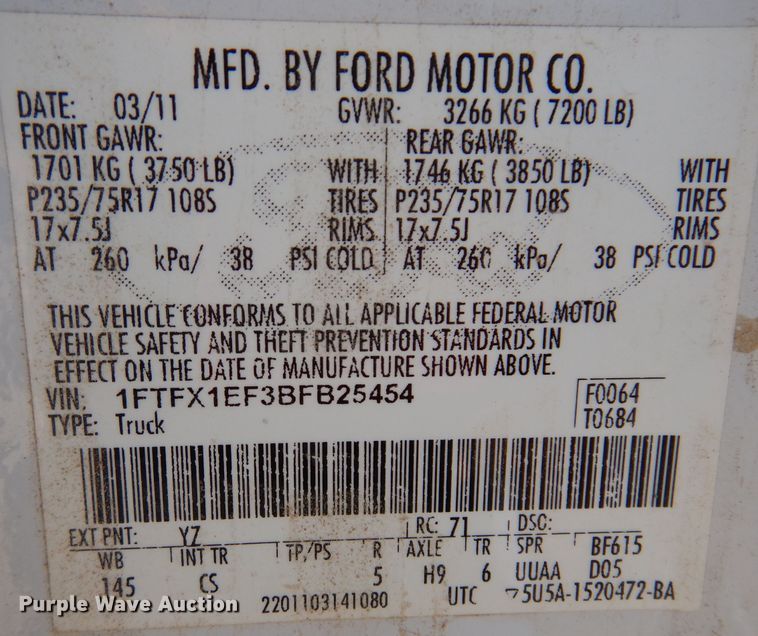 MFD. BY FORD MOTOR CO.
DATE: 03/11 GVWR: 3266 KG ( 7200 LB)
FRONT GAWR: REAR GAWR:
1701 KG ( 3750 LB) WITH 1746 KG ( 3850 LB) WITH
P235/75R17 108S TIRES P235/75R17 108S TIRES
17x7.5J RIMS 17x7.5J RIMS
AT 260 kPa/ 38 PSI COLD AT 260 kPa/ 38 PSI COLD
THIS VEHICLE CONFORMS TO ALL APPLICABLE FEDERAL MOTOR
VEHICLE SAFETY AND THEFT PREVENTION STANDARDS IN
EFFECT ON THE DATE OF MANUFACTURE SHOWN ABOVE.
VIN: 1FTFX1EF3BFB25454 F0064
TYPE: Truck T0684
EXT PNT: YZ RC: 71 DSO:
WB INT TR TP/PS R AXLE TR SPR BF615
145 CS 5 H9 6 UUAA D05
2201103141080 UTC 5U5A-1520472-BA
Purple Wave Auction